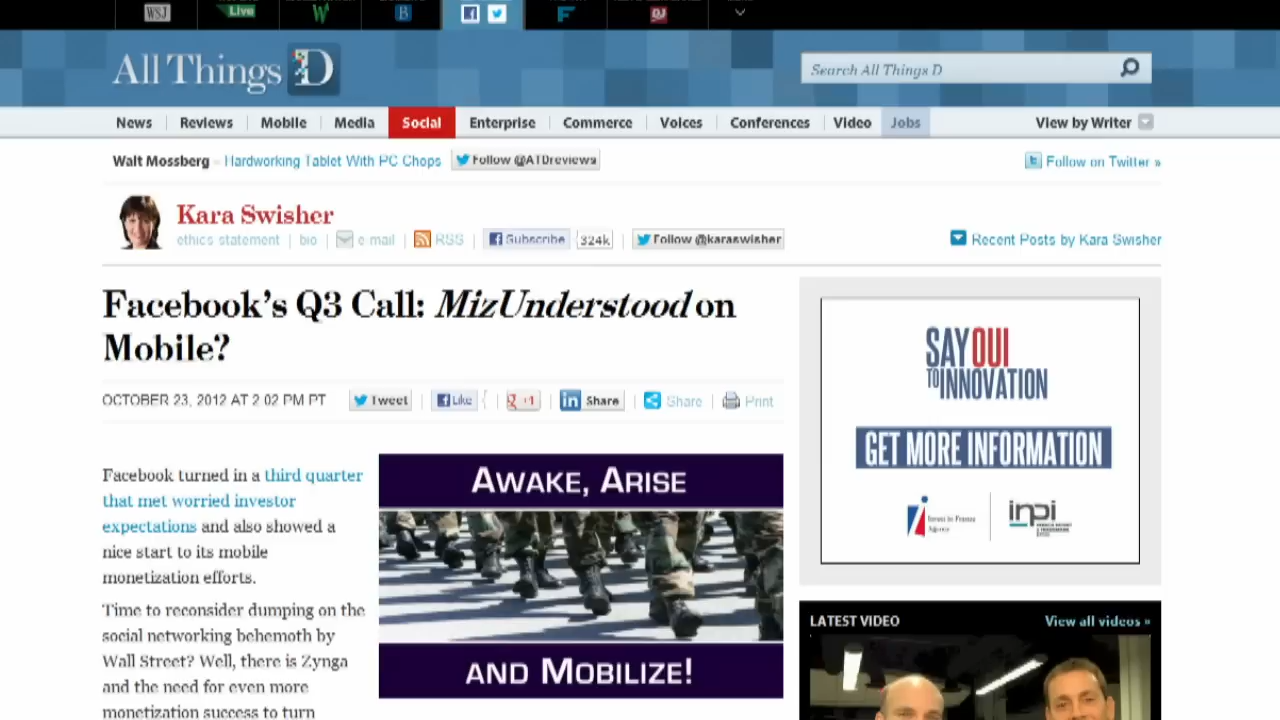 WSJ
Live
W
B
F
DJ
All Things D
Search All Things D
News
Reviews
Mobile
Media
Social
Enterprise
Commerce
Voices
Conferences
Video
Jobs
View by Writer
Walt Mossberg – Hardworking Tablet With PC Chops
Follow @ATDreviews
Follow on Twitter »
Kara Swisher
ethics statement | bio | e-mail | RSS | Subscribe 324k | Follow @karaswisher
Recent Posts by Kara Swisher
Facebook's Q3 Call: MizUnderstood on
Mobile?
OCTOBER 23, 2012 AT 2:02 PM PT
Tweet
Like
+1
Share
Share
Print
Facebook turned in a third quarter
that met worried investor
expectations and also showed a
nice start to its mobile
monetization efforts.
Time to reconsider dumping on the
social networking behemoth by
Wall Street? Well, there is Zynga
and the need for even more
monetization success to turn
AWAKE, ARISE
AND MOBILIZE!
SAY OUI
TO INNOVATION
GET MORE INFORMATION
Invest in France
Agency
inpi
LATEST VIDEO
View all videos »